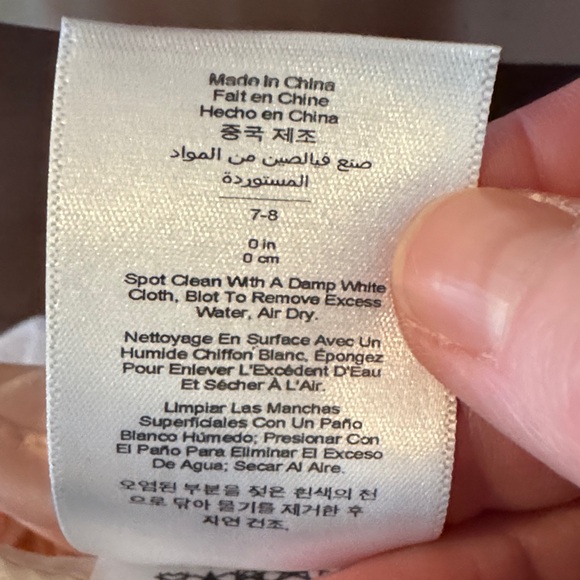 Made In China
Fait en Chine
Hecho en China
중국 제조
صنع فيالصين من المواد
المستوردة
7-8
0 in
0 cm
Spot Clean With A Damp White
Cloth, Blot To Remove Excess
Water, Air Dry.
Nettoyage En Surface Avec Un
Humide Chiffon Blanc, Épongez
Pour Enlever L'Excédent D'Eau
Et Sécher À L'Air.
Limpiar Las Manchas
Superficiales Con Un Paño
Blanco Húmedo; Presionar Con
El Paño Para Eliminar El Exceso
De Agua; Secar Al Aire.
오염된 부분을 젖은 흰색의 천
으로 닦아 물기를 제거한 후
자연 건조.